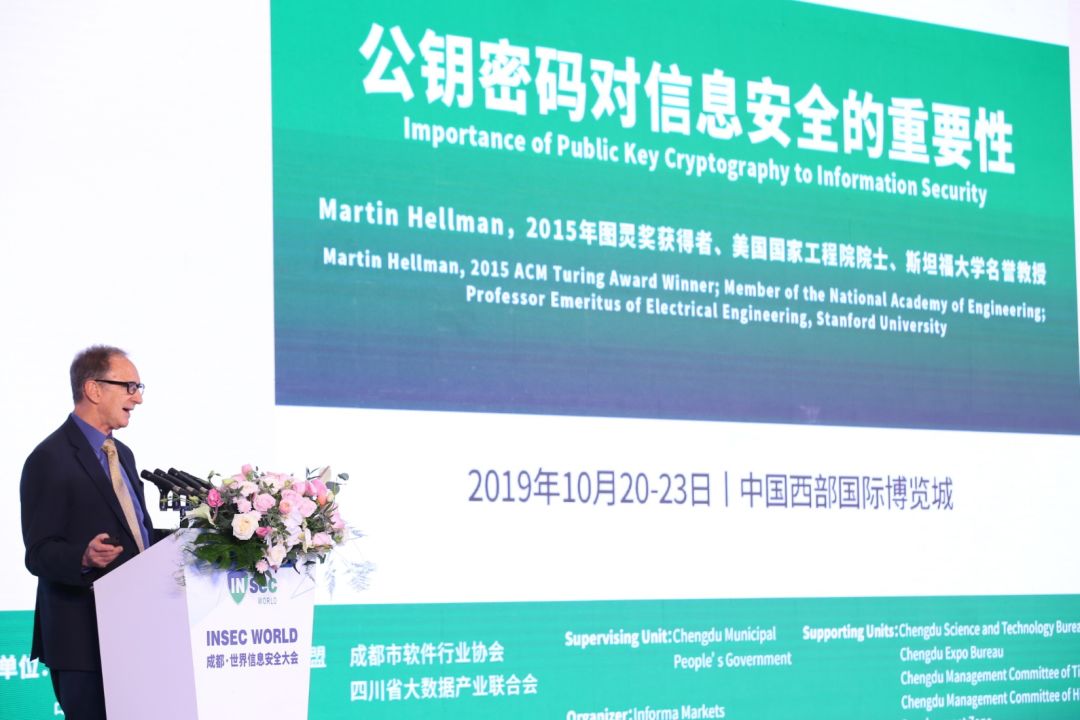 公钥密码对信息安全的重要性
Importance of Public Key Cryptography to Information Security
Martin Hellman，2015年图灵奖获得者、美国国家工程院院士、斯坦福大学名誉教授
Martin Hellman, 2015 ACM Turing Award Winner; Member of the National Academy of Engineering;
Professor Emeritus of Electrical Engineering, Stanford University
2019年10月20-23日丨中国西部国际博览城
IN SEC
WORLD
INSEC WORLD
成都·世界信息安全大会
单位:
盟
成都市软件行业协会
四川省大数据产业联合会
Supervising Unit:Chengdu Municipal
People's Government
Organizer:Informa Markets
Supporting Units:Chengdu Science and Technology
Chengdu Expo Bureau
Chengdu Management Committee of
Chengdu Management Committee of